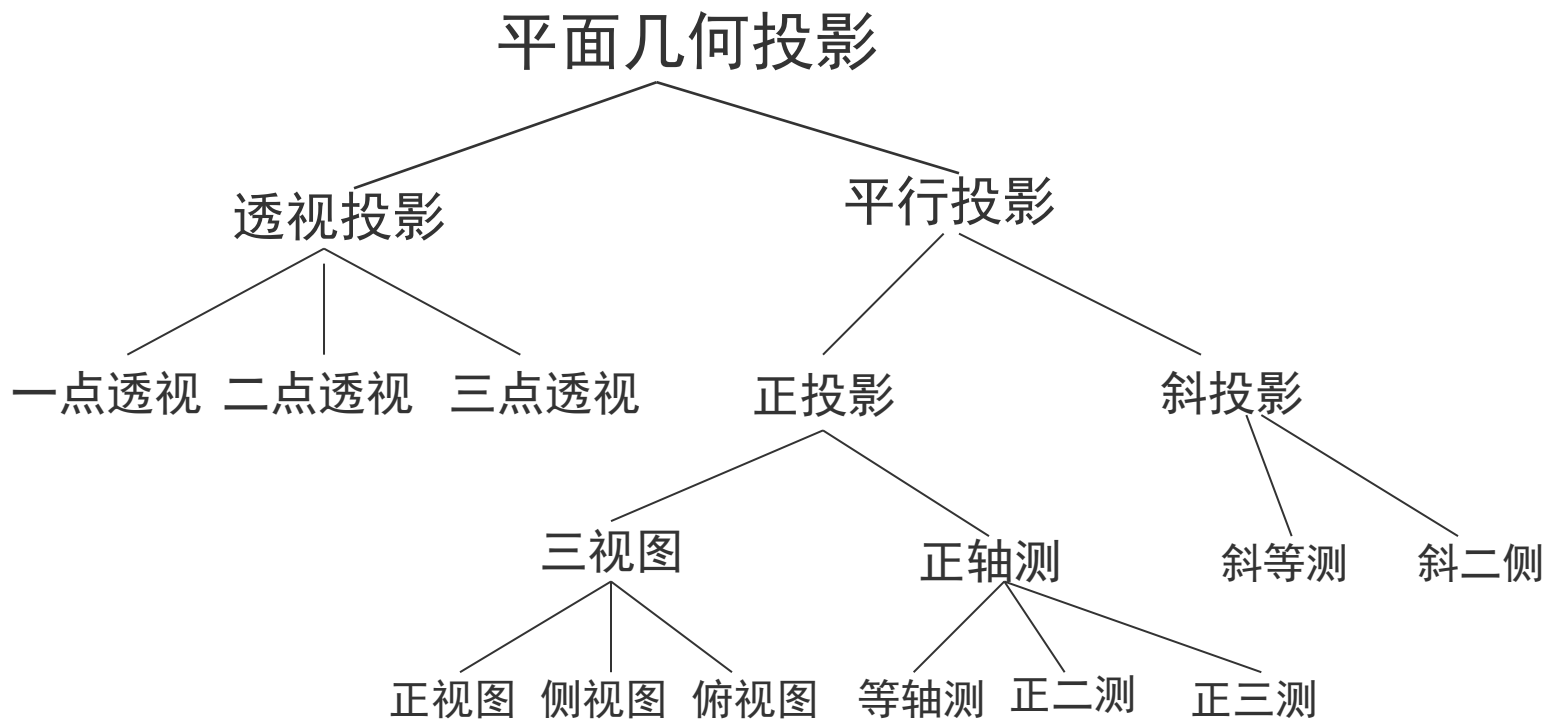 平面几何投影
透视投影
平行投影
一点透视
二点透视
三点透视
正投影
斜投影
三视图
正轴测
斜等测
斜二侧
正视图
侧视图
俯视图
等轴测
正二测
正三测